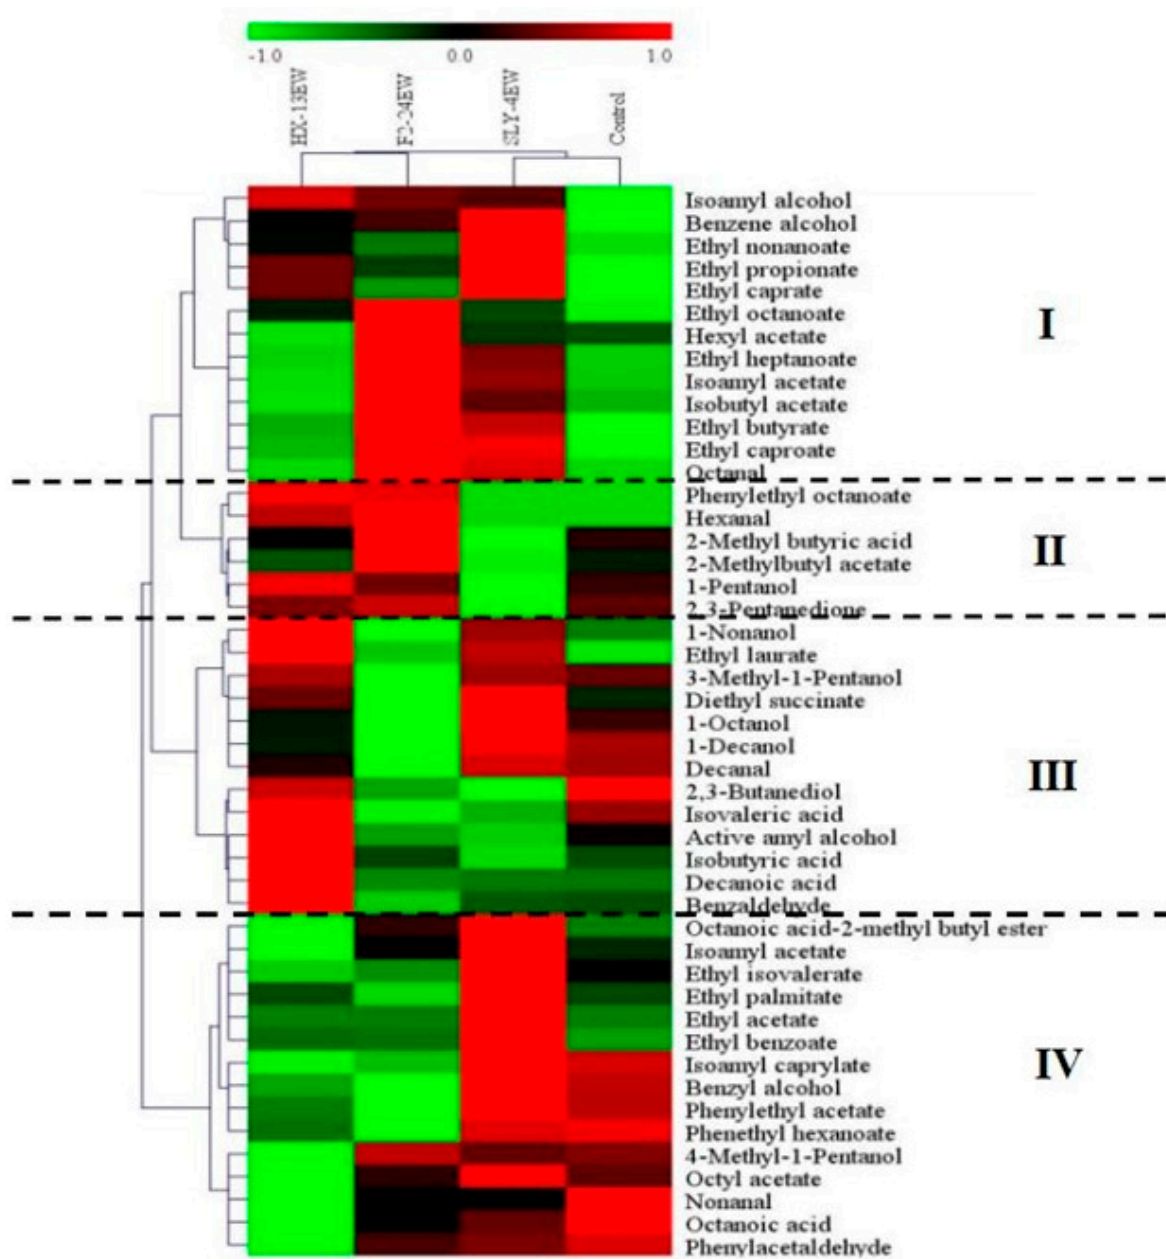 -1.0 0.0 1.0
HX-13EW F2-24EW SLY-4EW Control
Isoamyl alcohol
Benzene alcohol
Ethyl nonanoate
Ethyl propionate
Ethyl caprate
Ethyl octanoate
I
Hexyl acetate
Ethyl heptanoate
Isoamyl acetate
Isobutyl acetate
Ethyl butyrate
Ethyl caproate
Octanal
Phenylethyl octanoate
Hexanal
2-Methyl butyric acid
II
2-Methylbutyl acetate
1-Pentanol
2,3-Pentanedione
1-Nonanol
Ethyl laurate
3-Methyl-1-Pentanol
Diethyl succinate
1-Octanol
1-Decanol
Decanal
III
2,3-Butanediol
Isovaleric acid
Active amyl alcohol
Isobutyric acid
Decanoic acid
Benzaldehyde
Octanoic acid-2-methyl butyl ester
Isoamyl acetate
Ethyl isovalerate
Ethyl palmitate
Ethyl acetate
Ethyl benzoate
Isoamyl caprylate
IV
Benzyl alcohol
Phenylethyl acetate
Phenethyl hexanoate
4-Methyl-1-Pentanol
Octyl acetate
Nonanal
Octanoic acid
Phenylacetaldehyde